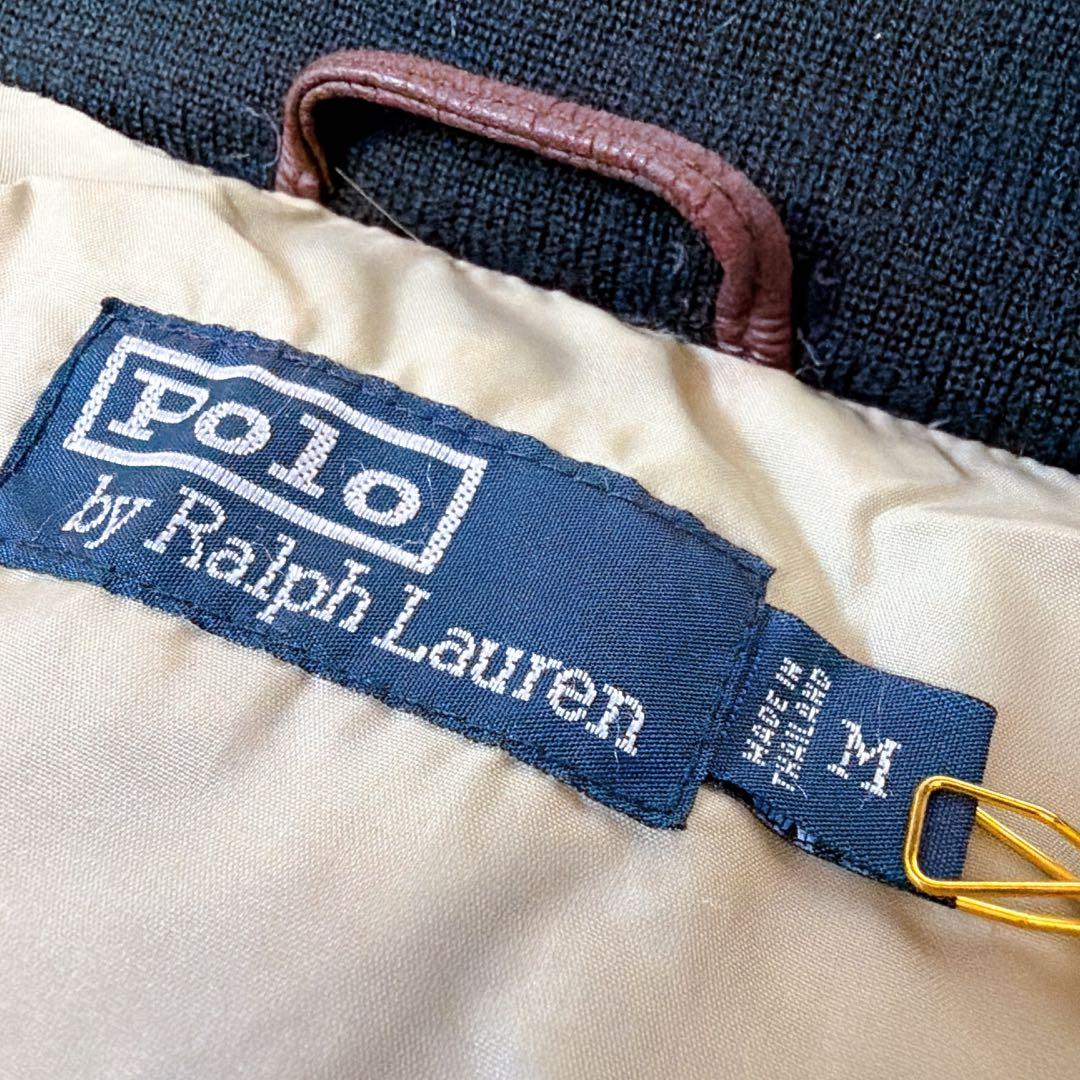 Polo
by Ralph Lauren
MADE IN
THAILAND
M